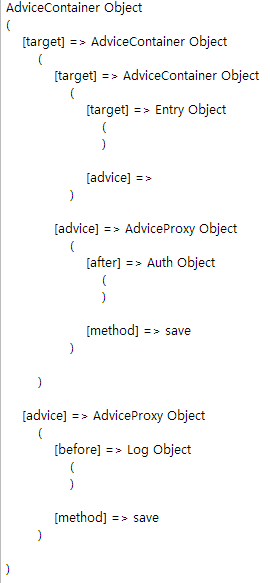 AdviceContainer Object
(
[target] => AdviceContainer Object
(
[target] => AdviceContainer Object
(
[target] => Entry Object
(
)
[advice] =>
)
[advice] => AdviceProxy Object
(
[after] => Auth Object
(
)
[method] => save
)
)
[advice] => AdviceProxy Object
(
[before] => Log Object
(
)
[method] => save
)
)